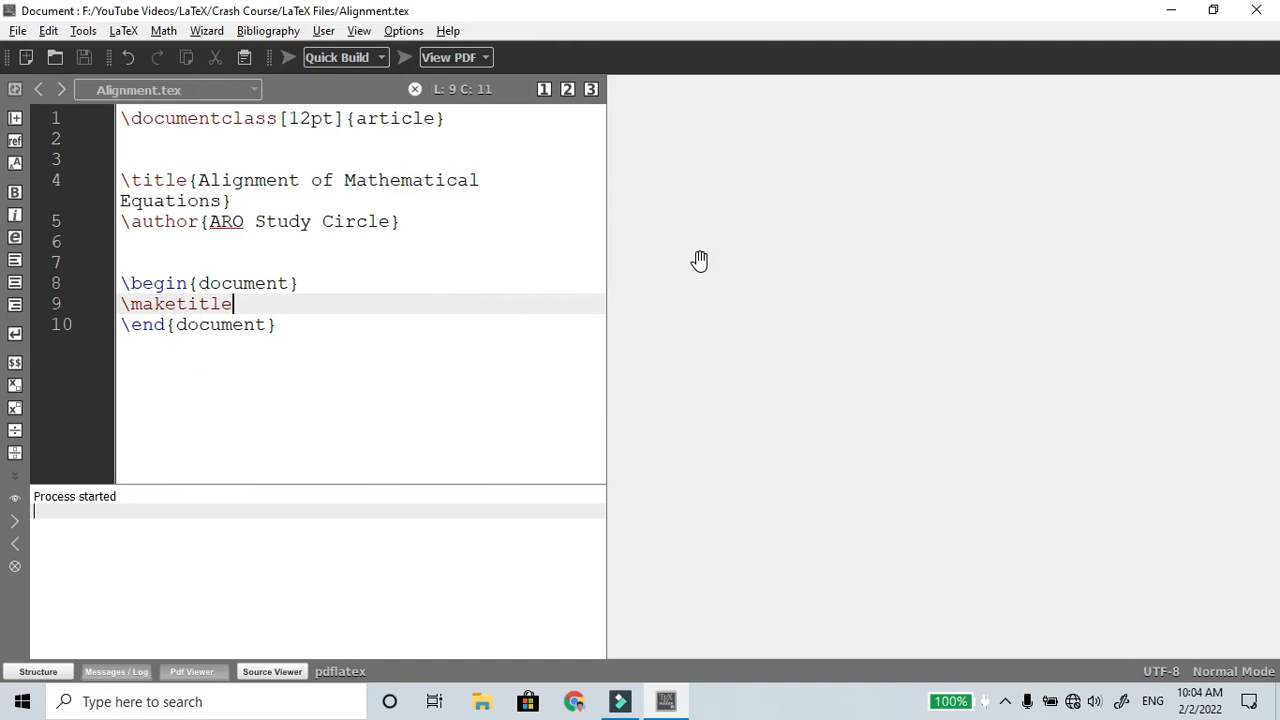 Document : F:/YouTube Videos/LaTeX/Crash Course/LaTeX Files/Alignment.tex
File Edit Tools LaTeX Math Wizard Bibliography User View Options Help
Quick Build View PDF
Alignment.tex L: 9 C: 11 1 2 3
1 \documentclass[12pt]{article}
2
3
4 \title{Alignment of Mathematical
Equations}
5 \author{ARO Study Circle}
6
7
8 \begin{document}
9 \maketitle
10 \end{document}
Process started
Structure Messages / Log Pdf Viewer Source Viewer pdflatex UTF-8 Normal Mode
Type here to search 100% ENG 10:04 AM
2/2/2022